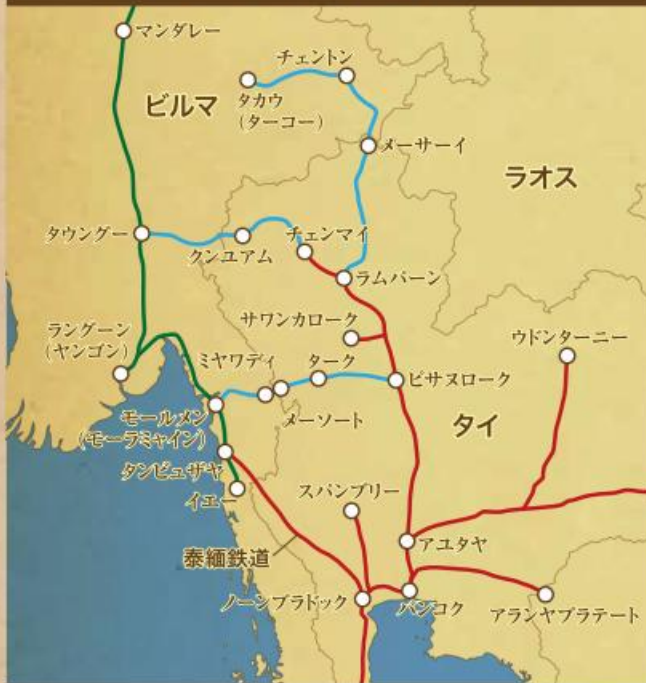 マンダレー
チェントン
タカウ
(ターコー)
ビルマ
メーサーイ
ラオス
タウングー
クンユアム
チェンマイ
ラムパーン
サワンカローク
ラングーン
(ヤンゴン)
ウドンターニー
ミヤワディ
ターク
ピサヌローク
メーソート
モールメン
(モーラミャイン)
タイ
タンビュザヤ
イエー
スパンブリー
アユタヤ
泰緬鉄道
ノーンプラドック
バンコク
アランヤプラテート